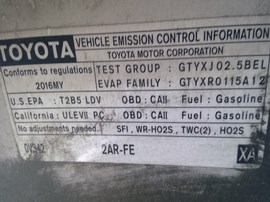 TOYOTA VEHICLE EMISSION CONTROL INFORMATION
TOYOTA MOTOR CORPORATION
Conforms to regulations TEST GROUP : GTYXJ02.5BEL
2016MY EVAP FAMILY : GTYXR0115A12
U.S.EPA : T2B5 LDV OBD : CAII Fuel : Gasoline
California : ULEVII PC OBD : CAII Fuel : Gasoline
No adjustments needed. SFI , WR-HO2S , TWC(2) , HO2S
2AR-FE XA